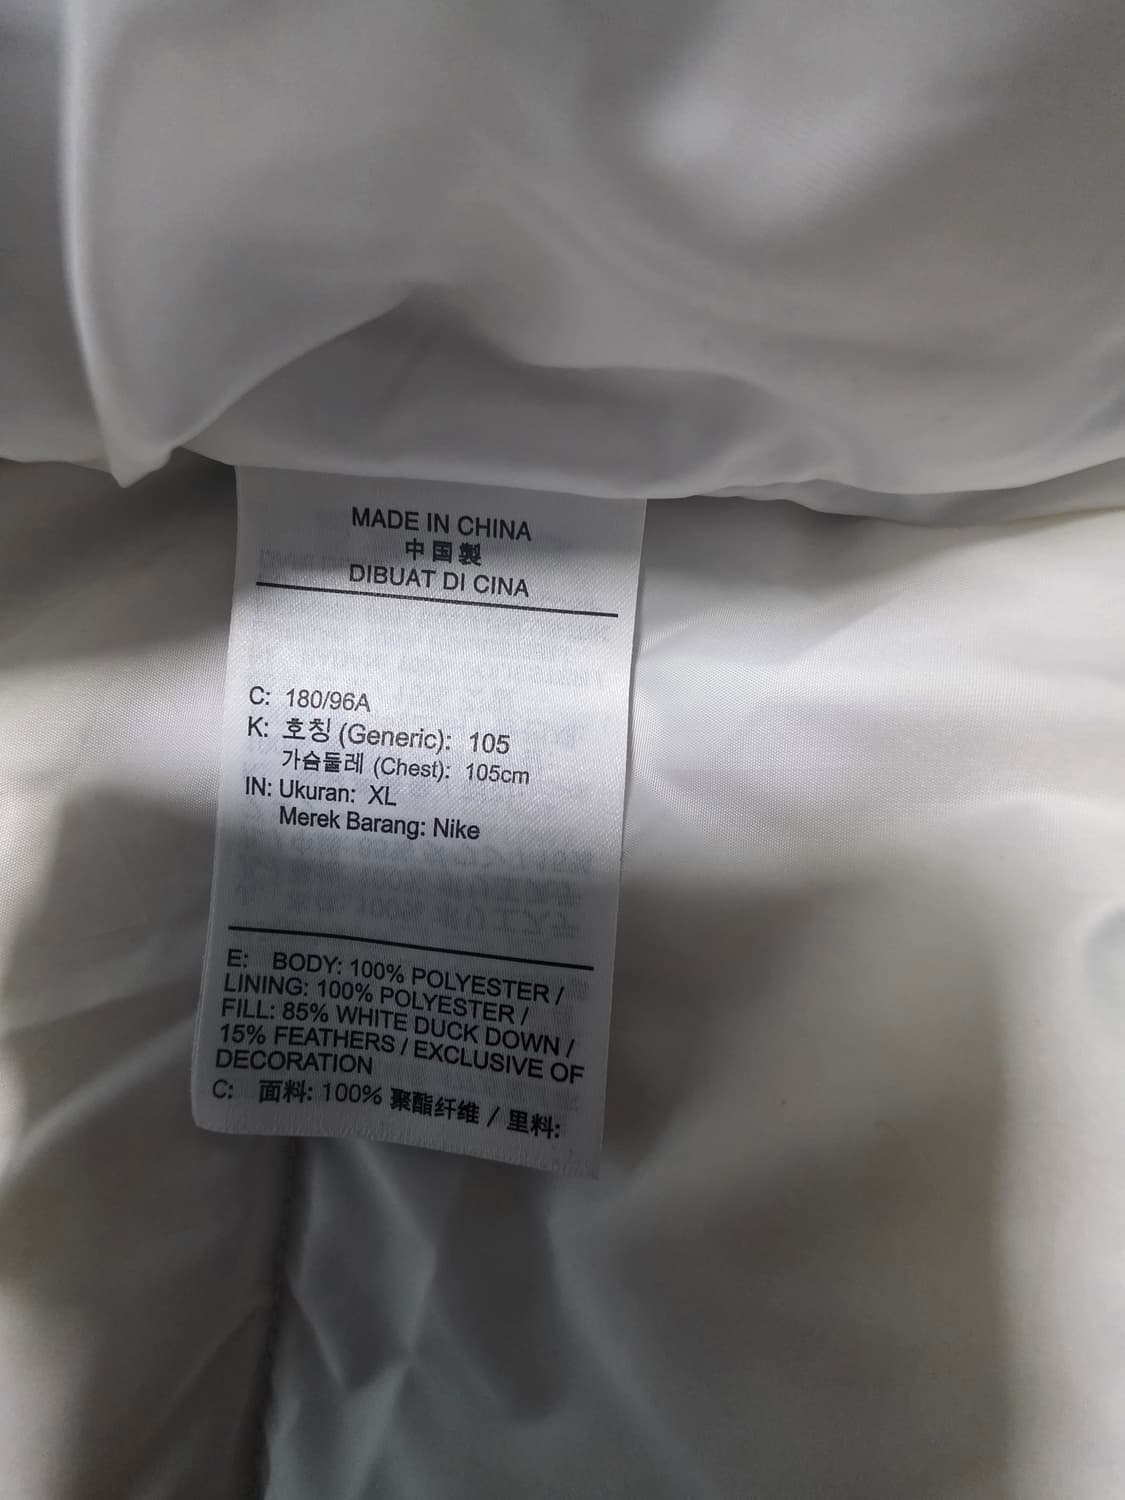 MADE IN CHINA
中国製
DIBUAT DI CINA
C: 180/96A
K: 호칭 (Generic): 105
가슴둘레 (Chest): 105cm
IN: Ukuran: XL
Merek Barang: Nike
E: BODY: 100% POLYESTER /
LINING: 100% POLYESTER /
FILL: 85% WHITE DUCK DOWN /
15% FEATHERS / EXCLUSIVE OF
DECORATION
C: 面料: 100% 聚酯纤维 / 里料: